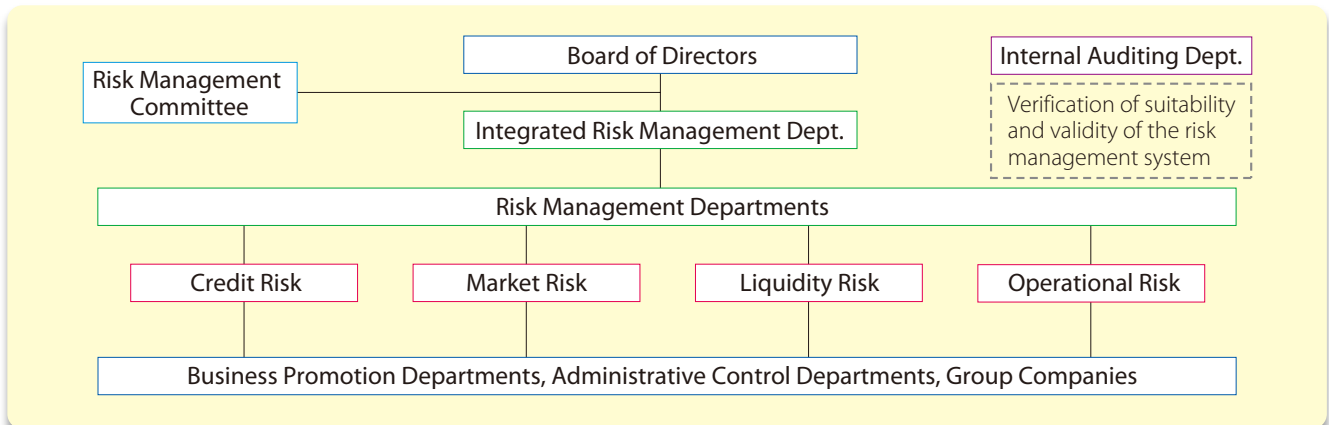 Board of Directors
Risk Management
Committee
Integrated Risk Management Dept.
Internal Auditing Dept.
Verification of suitability
and validity of the risk
management system
Risk Management Departments
Credit Risk
Market Risk
Liquidity Risk
Operational Risk
Business Promotion Departments, Administrative Control Departments, Group Companies